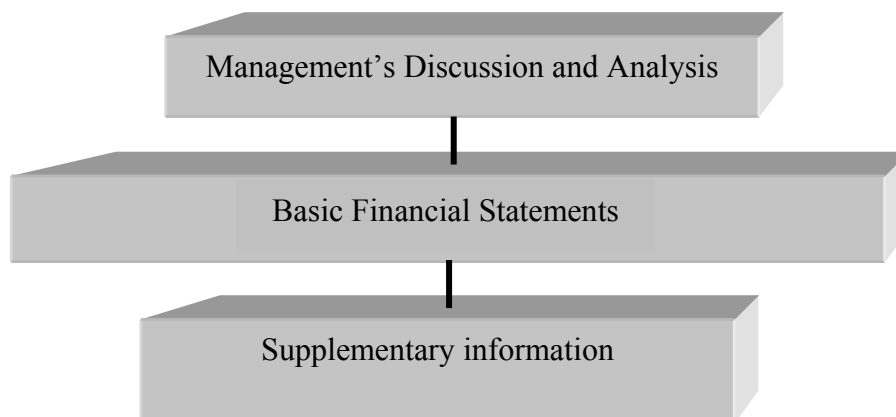 Management’s Discussion and Analysis
Basic Financial Statements
Supplementary information